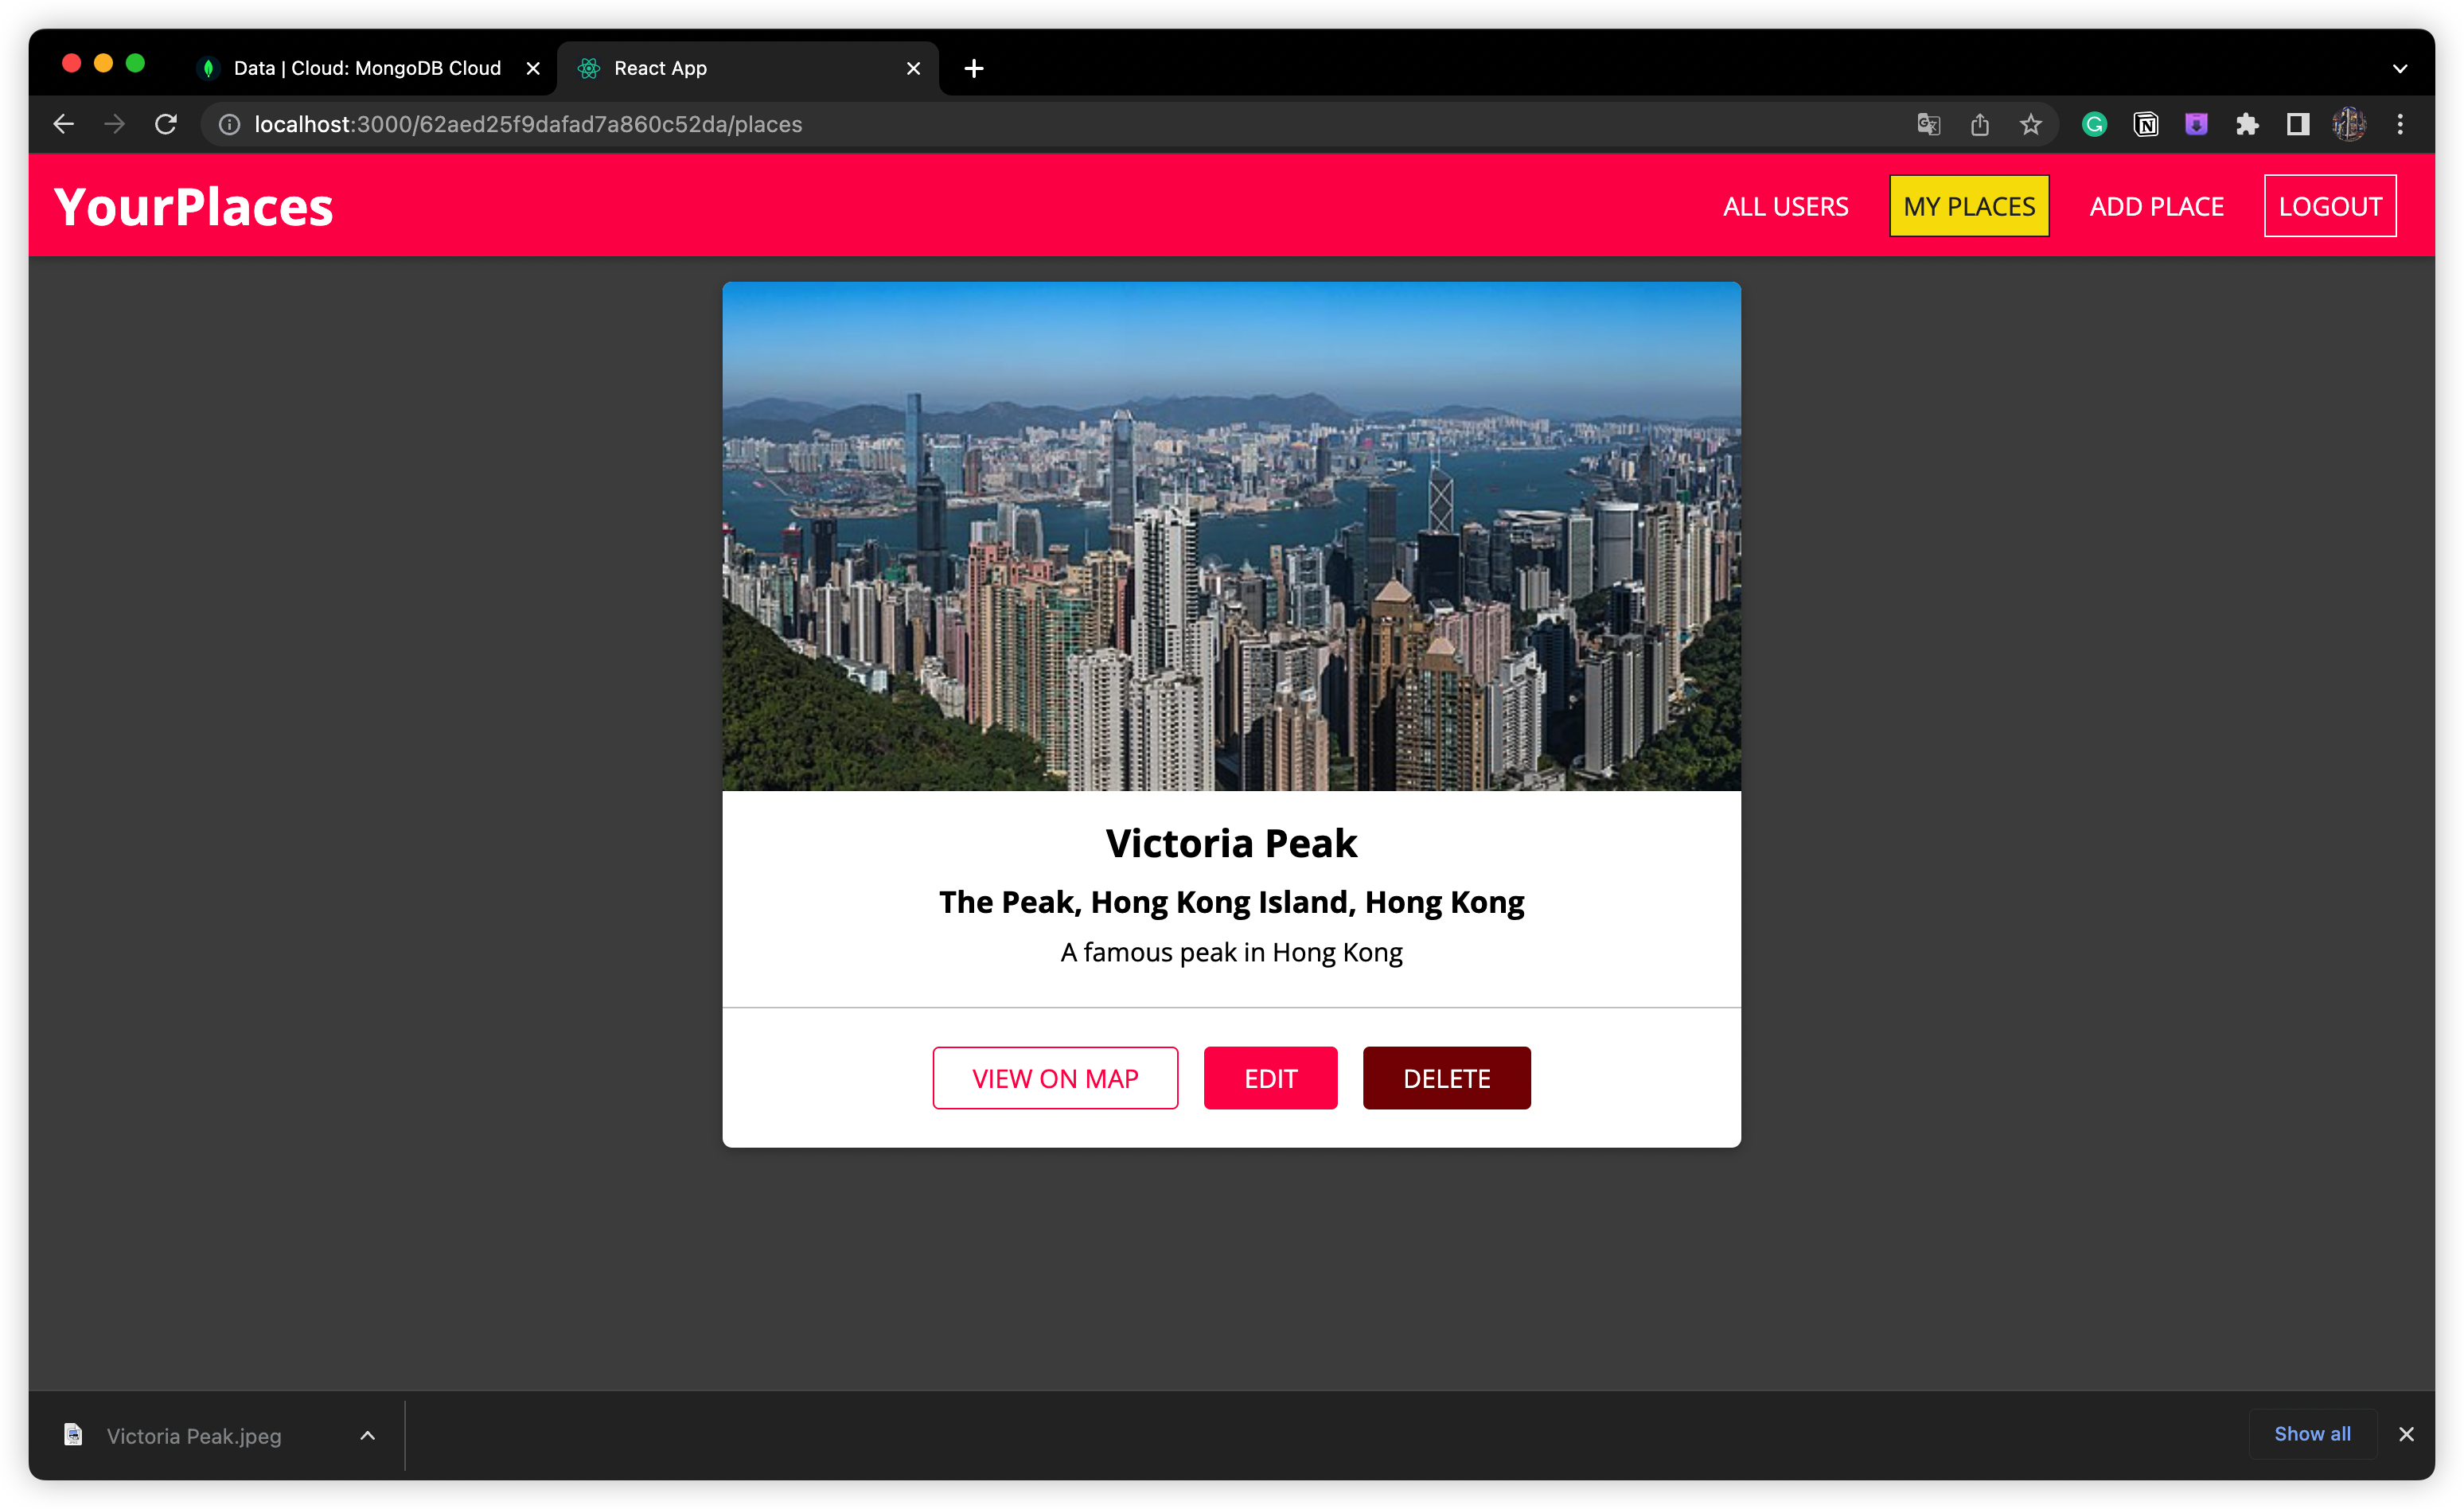 Data | Cloud: MongoDB Cloud
React App
localhost:3000/62aed25f9dafad7a860c52da/places
YourPlaces
ALL USERS
MY PLACES
ADD PLACE
LOGOUT
Victoria Peak
The Peak, Hong Kong Island, Hong Kong
A famous peak in Hong Kong
VIEW ON MAP
EDIT
DELETE
Victoria Peak.jpeg
Show all